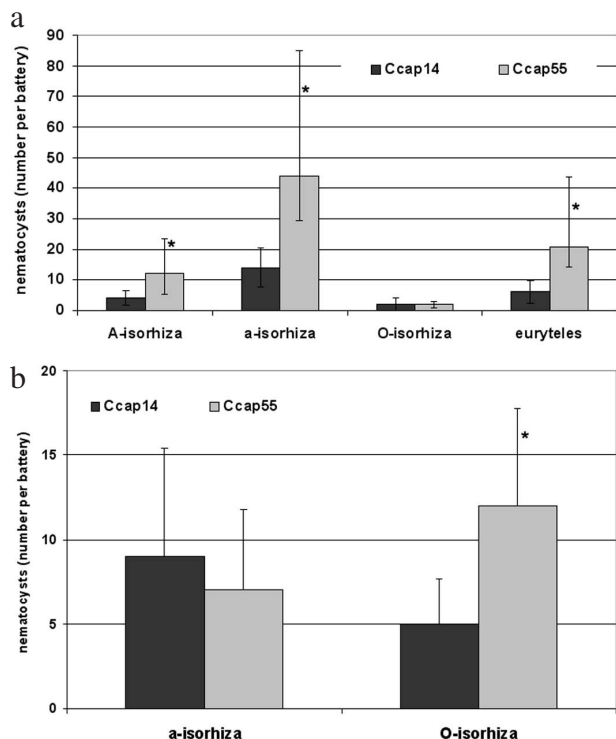 a
nematocysts (number per battery)
90
80
70
60
50
40
30
20
10
0
Ccap14 Ccap55
*
*
*
A-isorhiza a-isorhiza O-isorhiza euryteles
b
nematocysts (number per battery)
20
15
10
5
0
Ccap14 Ccap55
*
a-isorhiza O-isorhiza